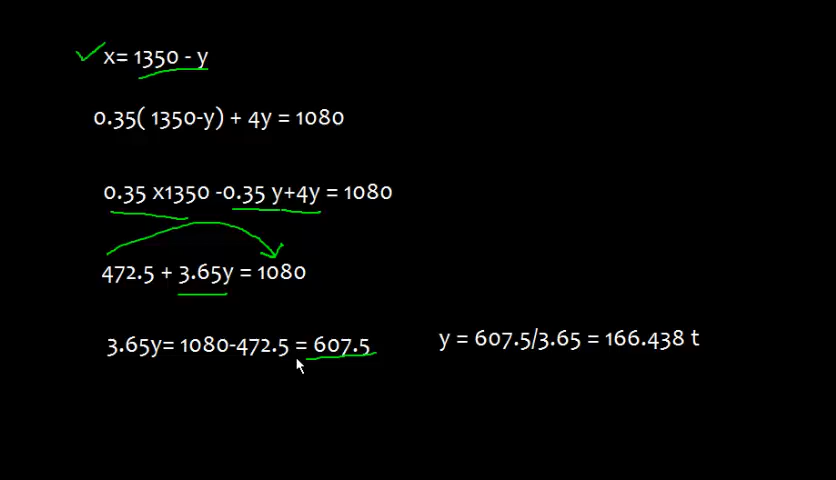 x= 1350 - y
0.35( 1350-y) + 4y = 1080
0.35 x1350 -0.35 y+4y = 1080
472.5 + 3.65y = 1080
3.65y= 1080-472.5 = 607.5
y = 607.5/3.65 = 166.438 t